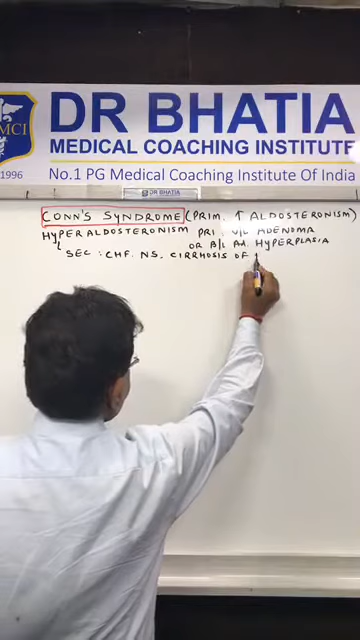 MCI
1996
DR BHATIA
MEDICAL COACHING INSTITUTE
No.1 PG Medical Coaching Institute Of India
DR BHATIA
CONN'S SYNDROME (PRIM. ↑ ALDOSTERONISM)
HYPERALDOSTERONISM PRI: U/L ADENOMA
OR B/L Ad. HYPERPLASIA
SEC: CHF. NS. CIRRHOSIS OF